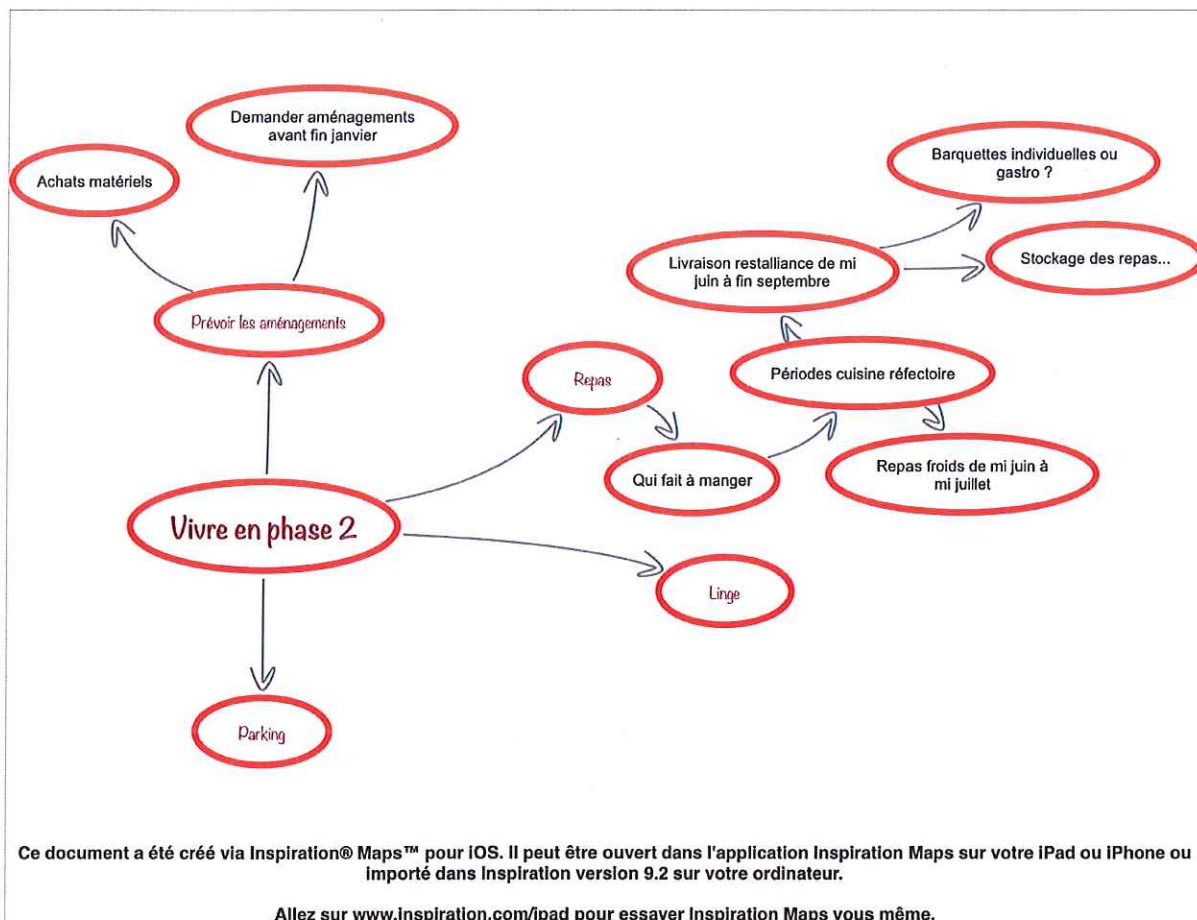 Demander aménagements
avant fin janvier
Achats matériels
Barquettes individuelles ou
gastro ?
Livraison restalliance de mi
juin à fin septembre
Stockage des repas...
Prévoir les aménagements
Repas
Périodes cuisine réfectoire
Qui fait à manger
Repas froids de mi juin à
mi juillet
Vivre en phase 2
Linge
Parking
Ce document a été créé via Inspiration® Maps™ pour iOS. Il peut être ouvert dans l'application Inspiration Maps sur votre iPad ou iPhone ou
importé dans Inspiration version 9.2 sur votre ordinateur.
Allez sur www.inspiration.com/ipad pour essayer Inspiration Maps vous même.